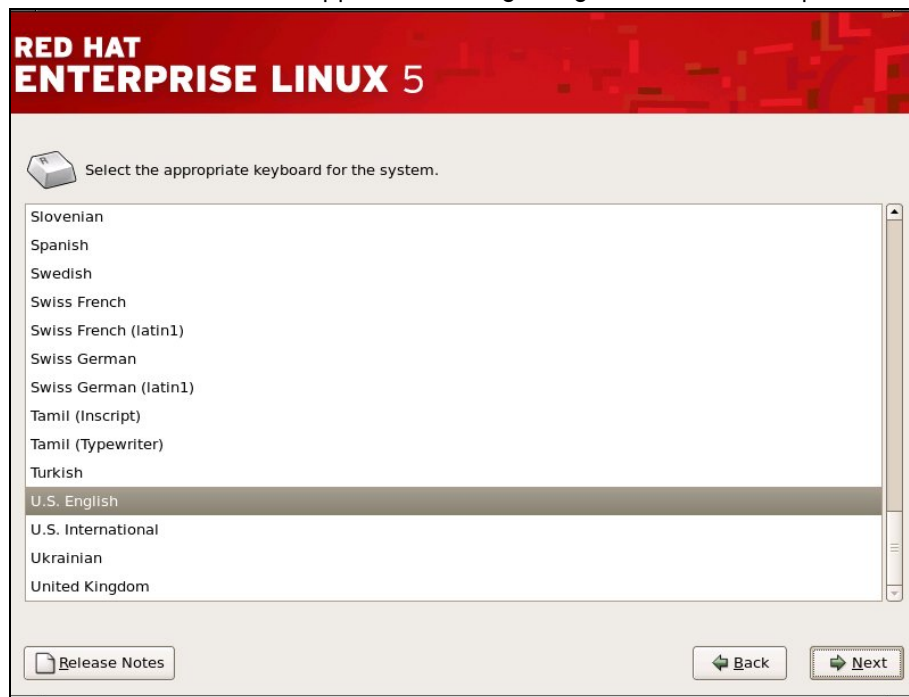 RED HAT
ENTERPRISE LINUX 5
R
Select the appropriate keyboard for the system.
Slovenian
Spanish
Swedish
Swiss French
Swiss French (latin1)
Swiss German
Swiss German (latin1)
Tamil (Inscript)
Tamil (Typewriter)
Turkish
U.S. English
U.S. International
Ukrainian
United Kingdom
Release Notes
Back
Next